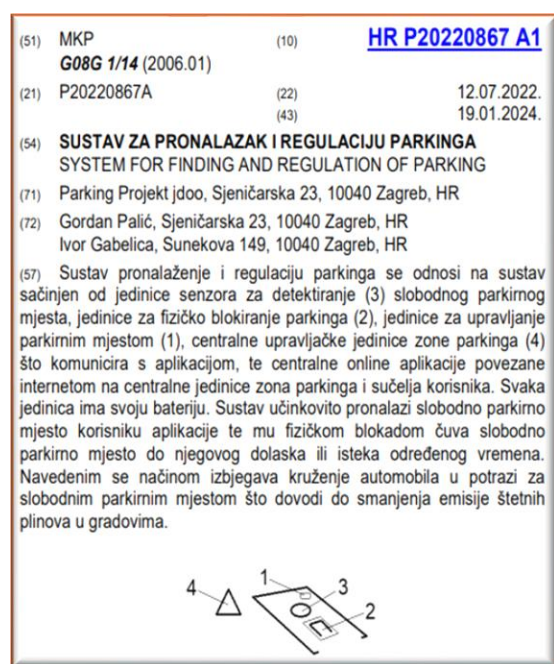 (51) MKP (10) HR P20220867 A1
G08G 1/14 (2006.01)
(21) P20220867A (22) 12.07.2022.
(43) 19.01.2024.
(54) SUSTAV ZA PRONALAZAK I REGULACIJU PARKINGA
SYSTEM FOR FINDING AND REGULATION OF PARKING
(71) Parking Projekt jdoo, Sjeničarska 23, 10040 Zagreb, HR
(72) Gordan Palić, Sjeničarska 23, 10040 Zagreb, HR
Ivor Gabelica, Sunekova 149, 10040 Zagreb, HR
(57) Sustav pronalaženje i regulaciju parkinga se odnosi na sustav
sačinjen od jedinice senzora za detektiranje (3) slobodnog parkirnog
mjesta, jedinice za fizičko blokiranje parkinga (2), jedinice za upravljanje
parkirnim mjestom (1), centralne upravljačke jedinice zone parkinga (4)
što komunicira s aplikacijom, te centralne online aplikacije povezane
internetom na centralne jedinice zona parkinga i sučelja korisnika. Svaka
jedinica ima svoju bateriju. Sustav učinkovito pronalazi slobodno parkirno
mjesto korisniku aplikacije te mu fizičkom blokadom čuva slobodno
parkirno mjesto do njegovog dolaska ili isteka određenog vremena.
Navedenim se načinom izbjegava kruženje automobila u potrazi za
slobodnim parkirnim mjestom što dovodi do smanjenja emisije štetnih
plinova u gradovima.
1
4 3
2